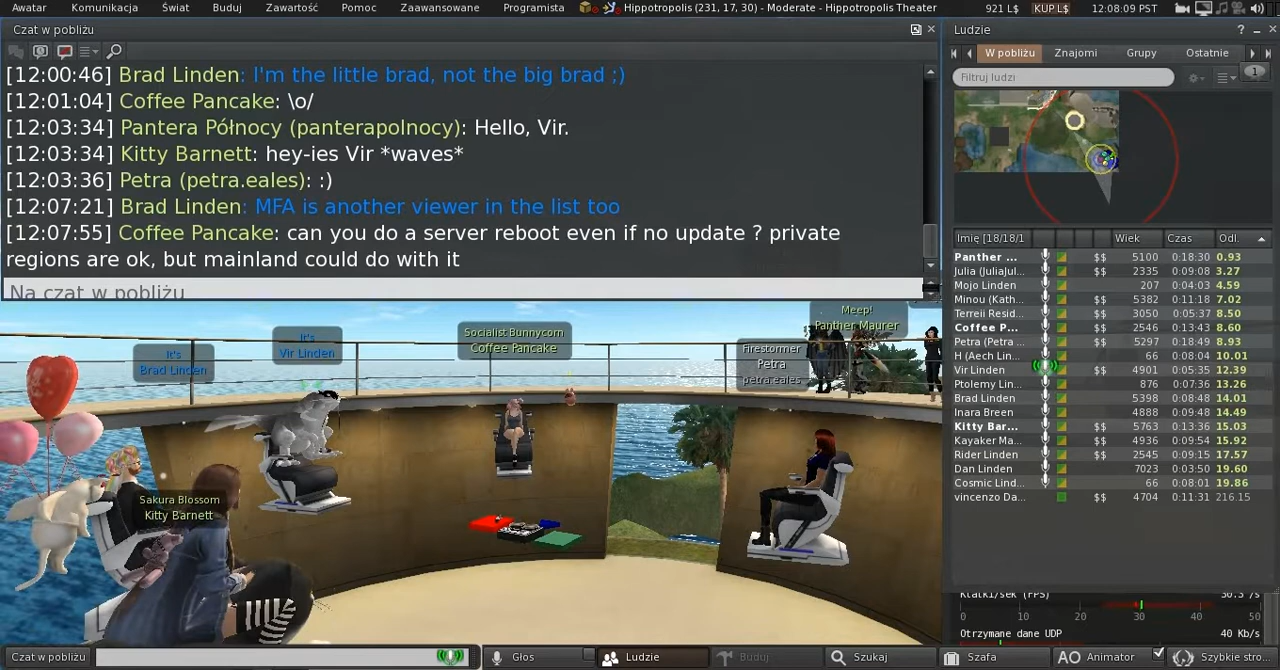 Awatar Komunikacja Świat Buduj Zawartość Pomoc Zaawansowane Programista Hippotropolis (231, 17, 30) - Moderate - Hippotropolis Theater 921 L$ KUP L$ 12:08:09 PST
Czat w pobliżu
[12:00:46] Brad Linden: I'm the little brad, not the big brad ;)
[12:01:04] Coffee Pancake: \o/
[12:03:34] Pantera Północy (panterapolnocy): Hello, Vir.
[12:03:34] Kitty Barnett: hey-ies Vir *waves*
[12:03:36] Petra (petra.eales): :)
[12:07:21] Brad Linden: MFA is another viewer in the list too
[12:07:55] Coffee Pancake: can you do a server reboot even if no update ? private
regions are ok, but mainland could do with it
Na czat w pobliżu
It's
Brad Linden
It's
Vir Linden
Socialist Bunnycorn
Coffee Pancake
Firestormer
Petra
petra.eales
Meep!
Panther Maurer
Sakura Blossom
Kitty Barnett
Ludzie
? _ ×
W pobliżu Znajomi Grupy Ostatnie
Filtruj ludzi
1
Imię [18/18/1 Wiek Czas Odl.
Panther ... 5100 0:18:30 0.93
Julia (JuliaJul... $$ 2335 0:09:08 3.27
Mojo Linden 207 0:04:03 4.59
Minou (Kath... $$ 5382 0:11:18 7.02
Terreii Resid... $$ 3050 0:05:37 8.50
Coffee P... $$ 2546 0:13:43 8.60
Petra (Petra ... $$ 5297 0:18:49 8.93
H (Aech Lin... 66 0:08:04 10.01
Vir Linden $$ 4901 0:05:35 12.39
Ptolemy Lin... 876 0:07:36 13.26
Brad Linden 5398 0:08:48 14.01
Inara Breen 4888 0:09:48 14.49
Kitty Bar... $$ 5763 0:13:36 15.03
Kayaker Ma... $$ 4936 0:09:54 15.92
Rider Linden $$ 2545 0:09:15 17.57
Dan Linden 7023 0:03:50 19.60
Cosmic Lind... 66 0:08:01 19.86
vincenzo Da... $$ 4704 0:11:31 216.15
Klatki/sek (FPS) 30.3 /s
0 10 20 30 40 50
Otrzymane dane UDP 40 Kb/s
Czat w pobliżu Głos Ludzie Buduj Szukaj Szafa AO Animator Szybkie stro...